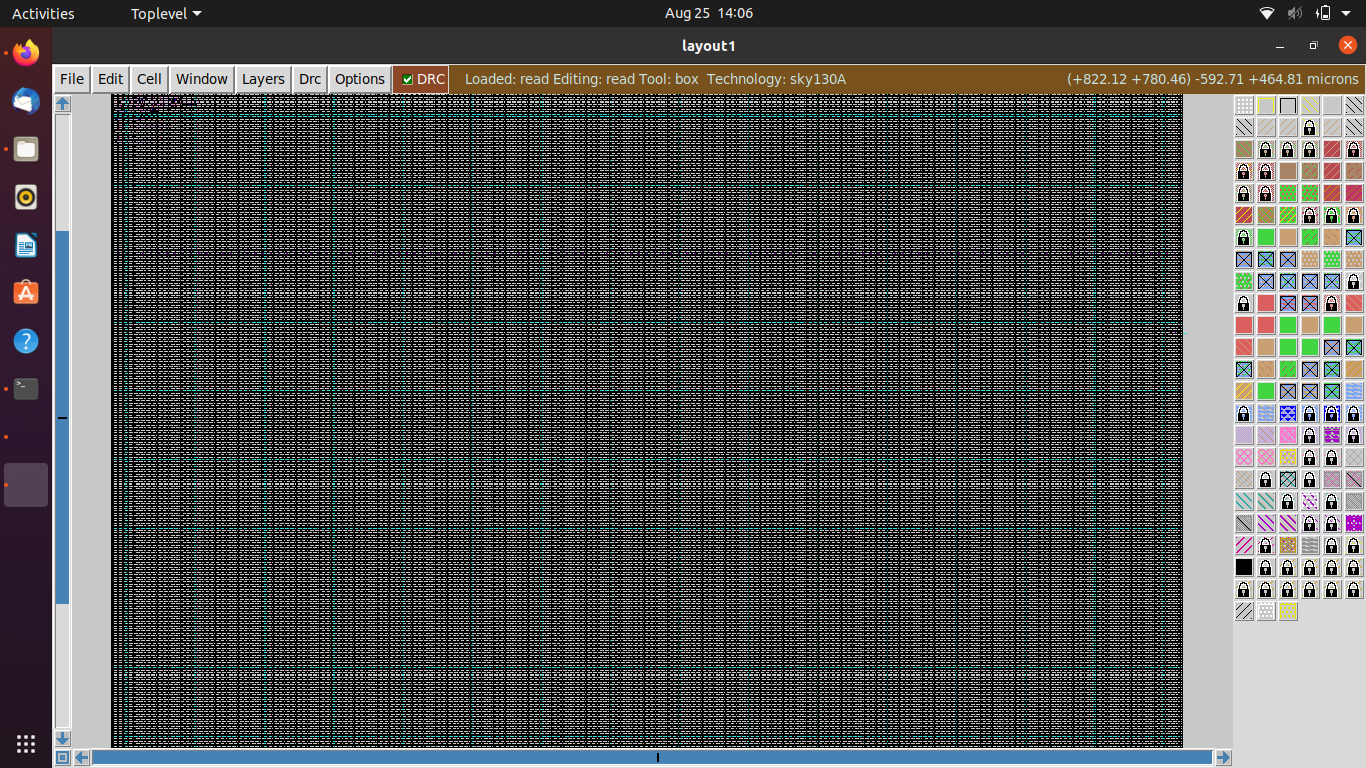 Activities Toplevel Aug 25 14:06
layout1
File Edit Cell Window Layers Drc Options DRC Loaded: read Editing: read Tool: box Technology: sky130A (+822.12 +780.46) -592.71 +464.81 microns